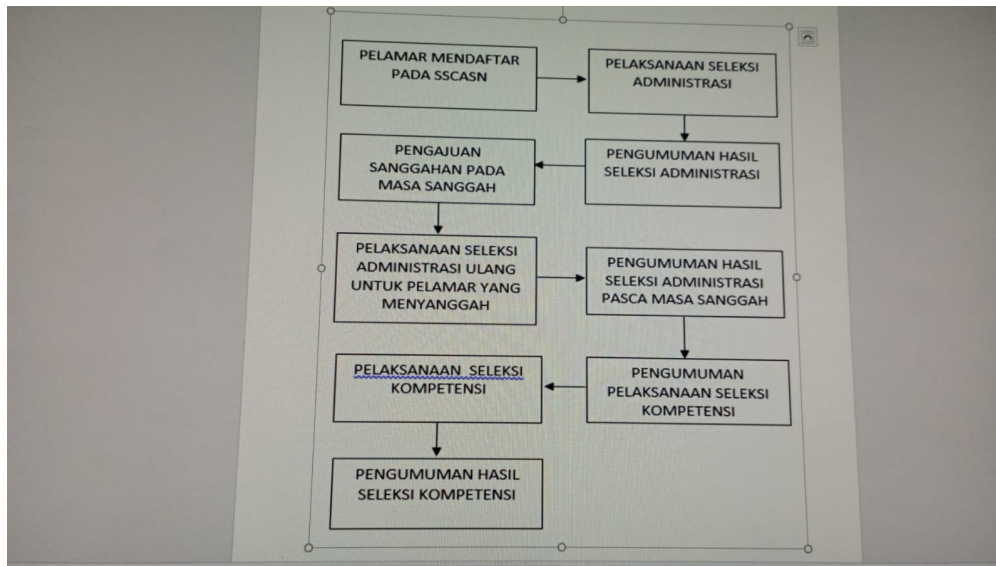 PELAMAR MENDAFTAR
PADA SSCASN
PELAKSANAAN SELEKSI
ADMINISTRASI
PENGUMUMAN HASIL
SELEKSI ADMINISTRASI
PENGAJUAN
SANGGAHAN PADA
MASA SANGGAH
PELAKSANAAN SELEKSI
ADMINISTRASI ULANG
UNTUK PELAMAR YANG
MENYANGGAH
PENGUMUMAN HASIL
SELEKSI ADMINISTRASI
PASCA MASA SANGGAH
PENGUMUMAN
PELAKSANAAN SELEKSI
KOMPETENSI
PELAKSANAAN SELEKSI
KOMPETENSI
PENGUMUMAN HASIL
SELEKSI KOMPETENSI